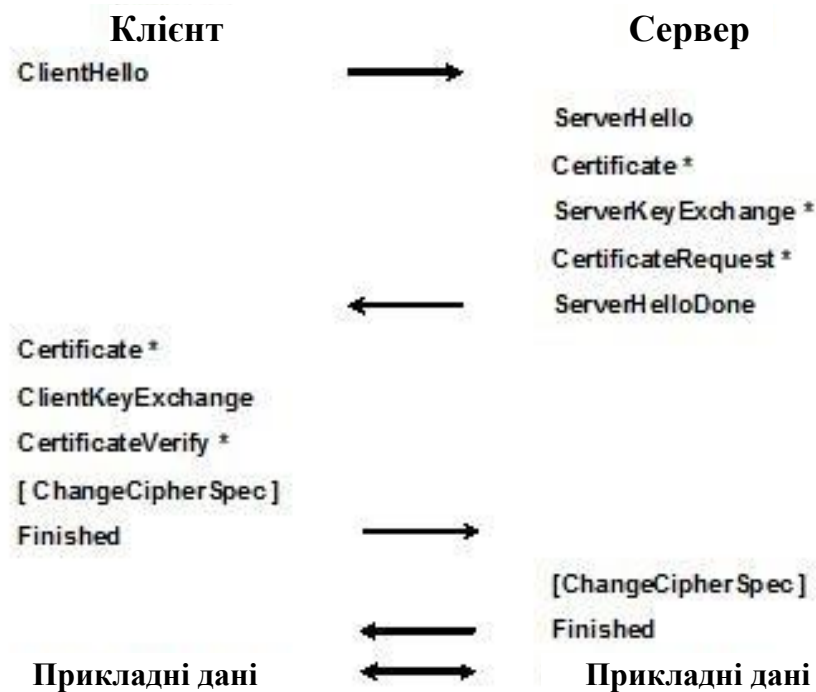 Клієнт Сервер
ClientHello
ServerHello
Certificate *
ServerKeyExchange *
CertificateRequest *
ServerHelloDone
Certificate *
ClientKeyExchange
CertificateVerify *
[ ChangeCipherSpec ]
Finished
[ChangeCipherSpec ]
Finished
Прикладні дані Прикладні дані